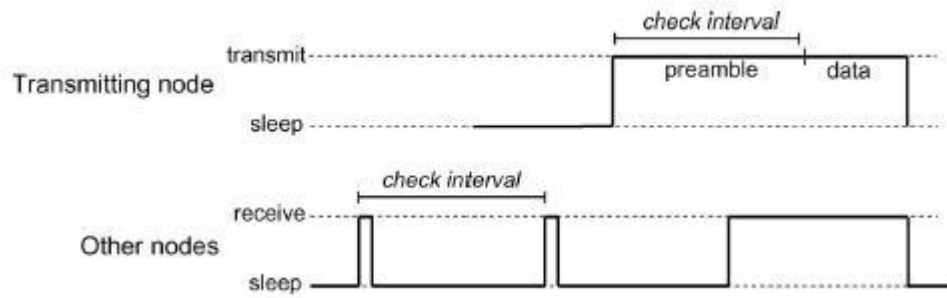 check interval
transmit
preamble data
Transmitting node
sleep
check interval
receive
Other nodes
sleep